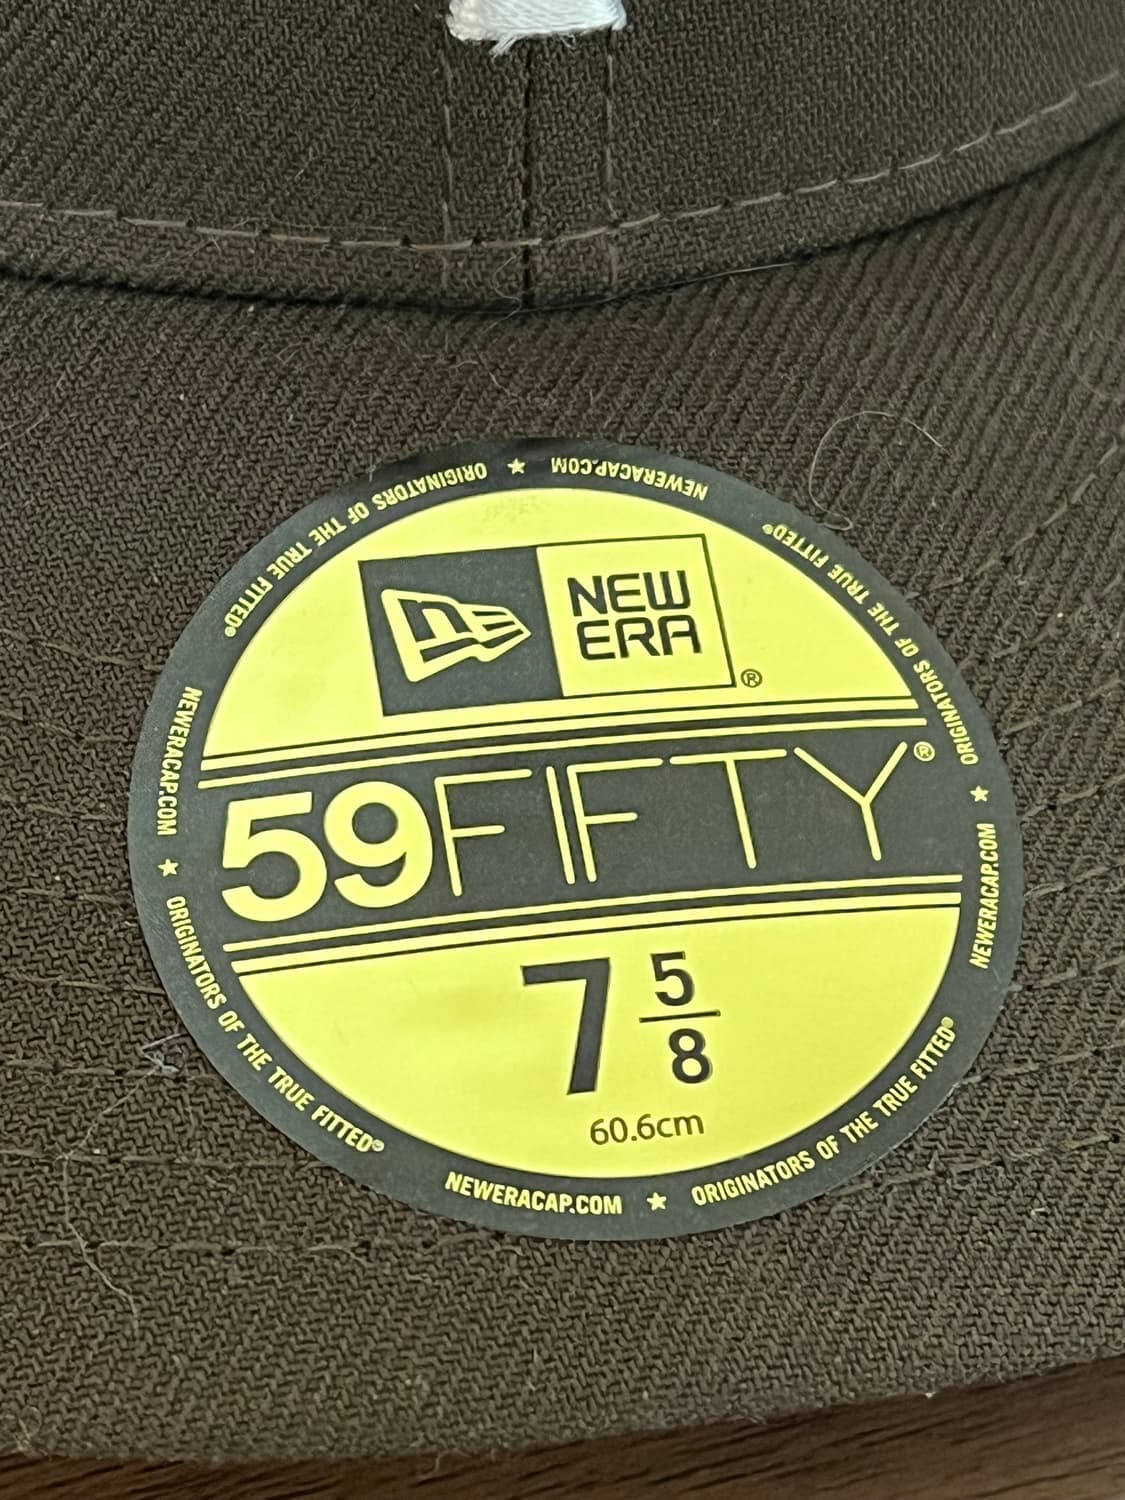 NEWERACAP.COM ★ ORIGINATORS OF THE TRUE FITTED®
NEWERACAP.COM ★ ORIGINATORS OF THE TRUE FITTED®
NEWERACAP.COM ★ ORIGINATORS OF THE TRUE FITTED®
NEWERACAP.COM ★ ORIGINATORS OF THE TRUE FITTED®
NEW
ERA
®
59FIFTY®
7 5/8
60.6cm